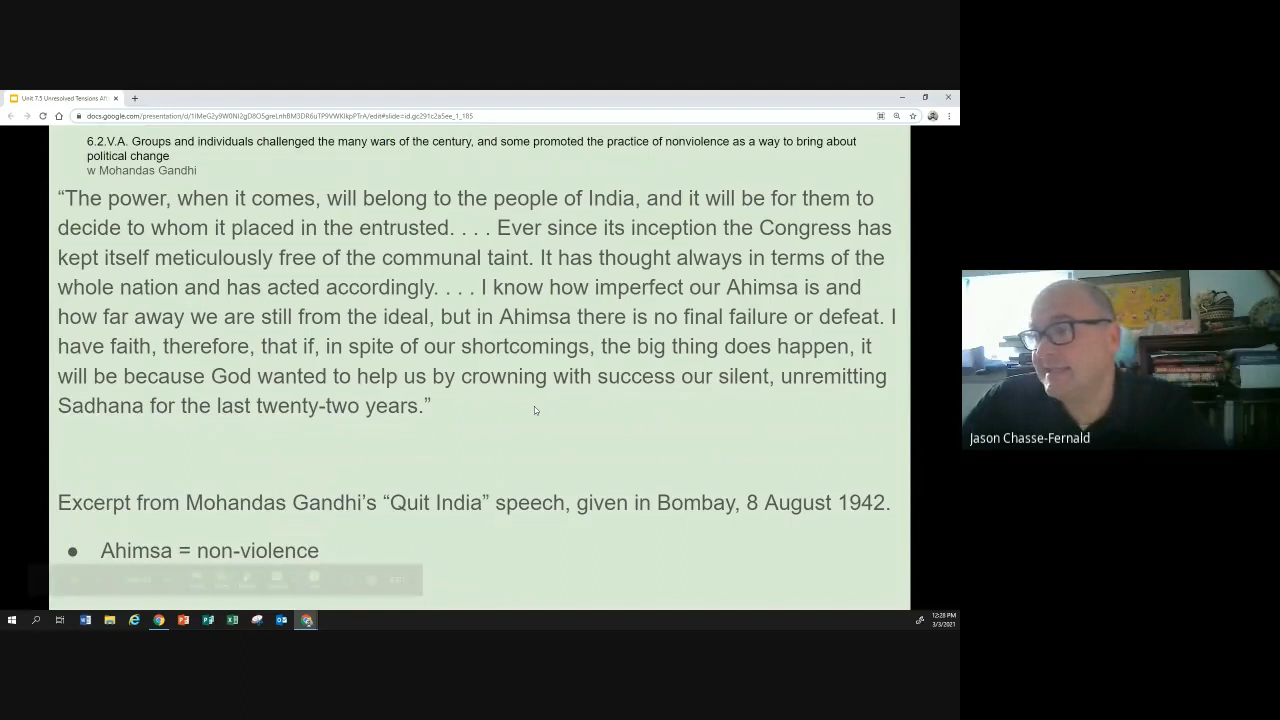 Unit 7.5 Unresolved Tensions Aft
docs.google.com/presentation/d/1IMeG2y9W0NI2gD8O5greLnhBM3DR6uTP9VWKlkpPTrA/edit#slide=id.gc291c2a5ee_1_185
6.2.V.A. Groups and individuals challenged the many wars of the century, and some promoted the practice of nonviolence as a way to bring about
political change
w Mohandas Gandhi
“The power, when it comes, will belong to the people of India, and it will be for them to
decide to whom it placed in the entrusted. . . . Ever since its inception the Congress has
kept itself meticulously free of the communal taint. It has thought always in terms of the
whole nation and has acted accordingly. . . . I know how imperfect our Ahimsa is and
how far away we are still from the ideal, but in Ahimsa there is no final failure or defeat. I
have faith, therefore, that if, in spite of our shortcomings, the big thing does happen, it
will be because God wanted to help us by crowning with success our silent, unremitting
Sadhana for the last twenty-two years.”
Excerpt from Mohandas Gandhi’s “Quit India” speech, given in Bombay, 8 August 1942.
● Ahimsa = non-violence
Jason Chasse-Fernald
12:28 PM
3/3/2021